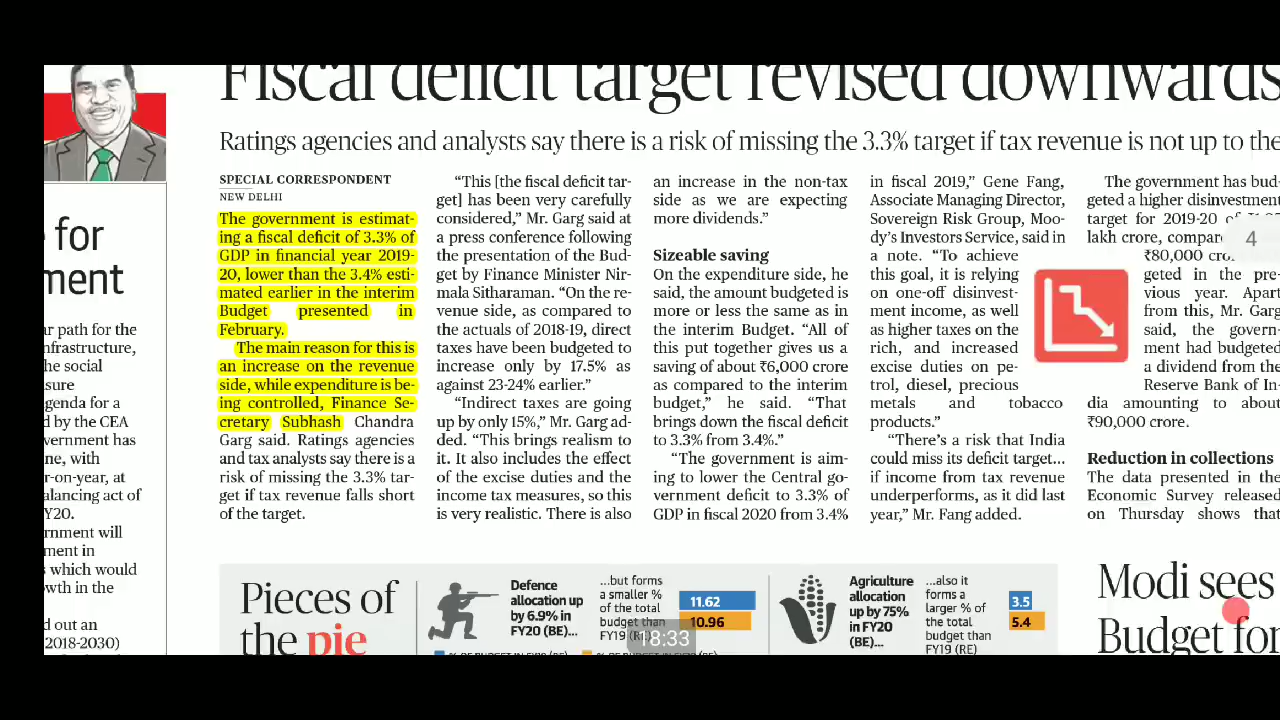 Fiscal deficit target revised downwards
Ratings agencies and analysts say there is a risk of missing the 3.3% target if tax revenue is not up to the
for
ment
r path for the
nfrastructure,
he social
sure
genda for a
d by the CEA
vernment has
ne, with
r-on-year, at
alancing act of
Y20.
rnment will
ment in
s which would
owth in the
d out an
2018-2030)
SPECIAL CORRESPONDENT
NEW DELHI
The government is estimat-
ing a fiscal deficit of 3.3% of
GDP in financial year 2019-
20, lower than the 3.4% esti-
mated earlier in the interim
Budget presented in
February.
The main reason for this is
an increase on the revenue
side, while expenditure is be-
ing controlled, Finance Se-
cretary Subhash Chandra
Garg said. Ratings agencies
and tax analysts say there is a
risk of missing the 3.3% tar-
get if tax revenue falls short
of the target.
“This [the fiscal deficit tar-
get] has been very carefully
considered,” Mr. Garg said at
a press conference following
the presentation of the Bud-
get by Finance Minister Nir-
mala Sitharaman. “On the re-
venue side, as compared to
the actuals of 2018-19, direct
taxes have been budgeted to
increase only by 17.5% as
against 23-24% earlier.”
“Indirect taxes are going
up by only 15%,” Mr. Garg ad-
ded. “This brings realism to
it. It also includes the effect
of the excise duties and the
income tax measures, so this
is very realistic. There is also
an increase in the non-tax
side as we are expecting
more dividends.”
Sizeable saving
On the expenditure side, he
said, the amount budgeted is
more or less the same as in
the interim Budget. “All of
this put together gives us a
saving of about ₹6,000 crore
as compared to the interim
budget,” he said. “That
brings down the fiscal deficit
to 3.3% from 3.4%.”
“The government is aim-
ing to lower the Central go-
vernment deficit to 3.3% of
GDP in fiscal 2020 from 3.4%
in fiscal 2019,” Gene Fang,
Associate Managing Director,
Sovereign Risk Group, Moo-
dy’s Investors Service, said in
a note. “To achieve
this goal, it is relying
on one-off disinvest-
ment income, as well
as higher taxes on the
rich, and increased
excise duties on pe-
trol, diesel, precious
metals and tobacco
products.”
“There’s a risk that India
could miss its deficit target...
if income from tax revenue
underperforms, as it did last
year,” Mr. Fang added.
The government has bud-
geted a higher disinvestment
target for 2019-20 of
lakh crore, compar
₹80,000 cro
geted in the pre-
vious year. Apart
from this, Mr. Garg
said, the govern-
ment had budgeted
a dividend from the
Reserve Bank of In-
dia amounting to about
₹90,000 crore.
Reduction in collections
The data presented in the
Economic Survey released
on Thursday shows that
4
Pieces of
the pie
Defence
allocation up
by 6.9% in
FY20 (BE)...
...but forms
a smaller %
of the total
budget than
FY19 (RE)
11.62
10.96
18:33
Agriculture
allocation
up by 75%
in FY20
(BE)...
...also it
forms a
larger % of
the total
budget than
FY19 (RE)
3.5
5.4
Modi sees
Budget for